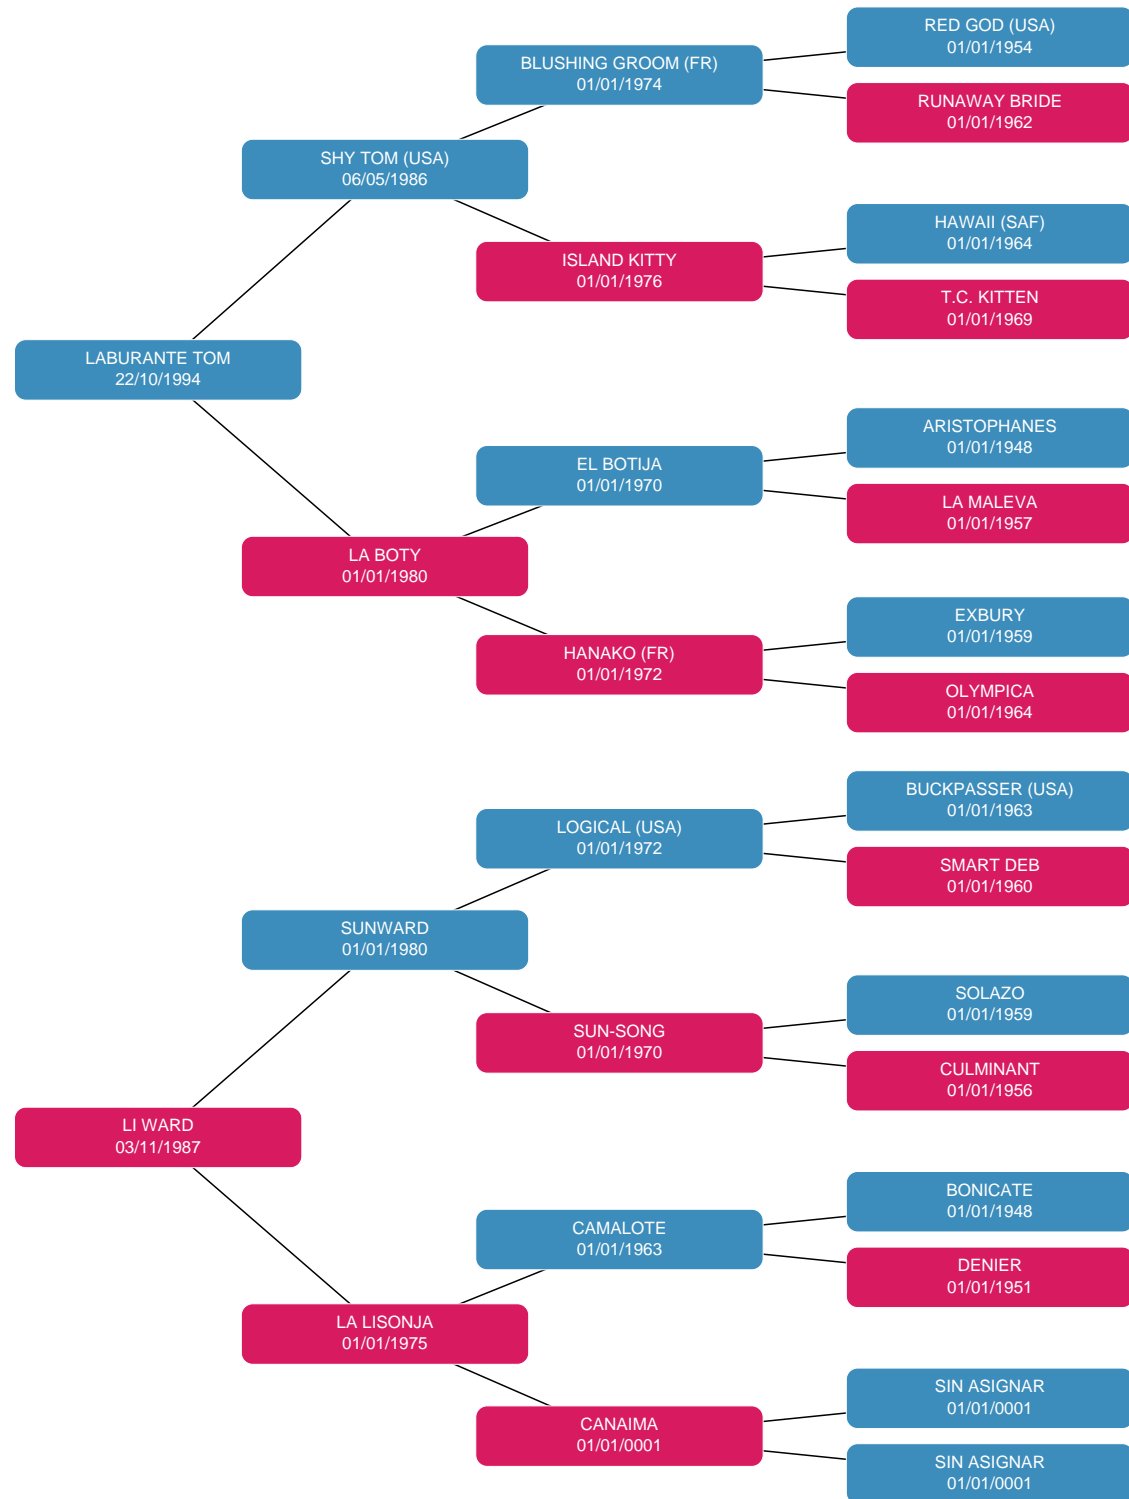 RED GOD (USA)
01/01/1954
BLUSHING GROOM (FR)
01/01/1974
RUNAWAY BRIDE
01/01/1962
SHY TOM (USA)
06/05/1986
HAWAII (SAF)
01/01/1964
ISLAND KITTY
01/01/1976
T.C. KITTEN
01/01/1969
LABURANTE TOM
22/10/1994
ARISTOPHANES
01/01/1948
EL BOTIJA
01/01/1970
LA MALEVA
01/01/1957
LA BOTY
01/01/1980
EXBURY
01/01/1959
HANAKO (FR)
01/01/1972
OLYMPICA
01/01/1964
BUCKPASSER (USA)
01/01/1963
LOGICAL (USA)
01/01/1972
SMART DEB
01/01/1960
SUNWARD
01/01/1980
SOLAZO
01/01/1959
SUN-SONG
01/01/1970
CULMINANT
01/01/1956
LI WARD
03/11/1987
BONICATE
01/01/1948
CAMALOTE
01/01/1963
DENIER
01/01/1951
LA LISONJA
01/01/1975
SIN ASIGNAR
01/01/0001
CANAIMA
01/01/0001
SIN ASIGNAR
01/01/0001